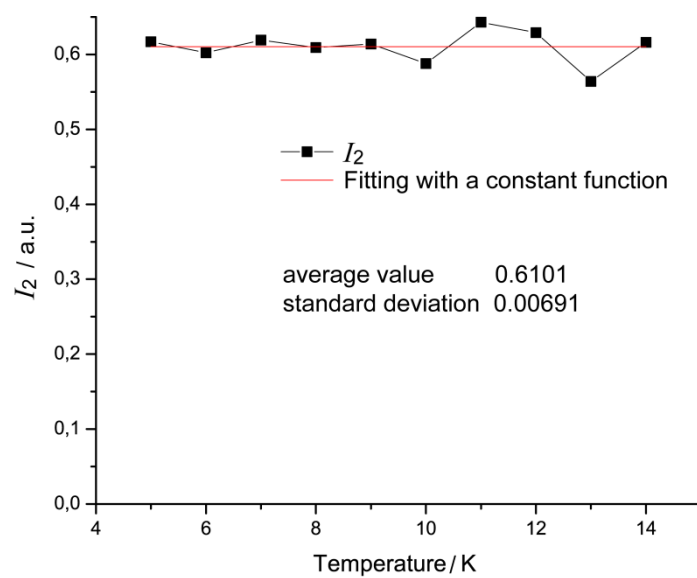 0,6
0,5
0,4
0,3
0,2
0,1
0,0
I2 / a.u.
I2
Fitting with a constant function
average value 0.6101
standard deviation 0.00691
4 6 8 10 12 14
Temperature / K